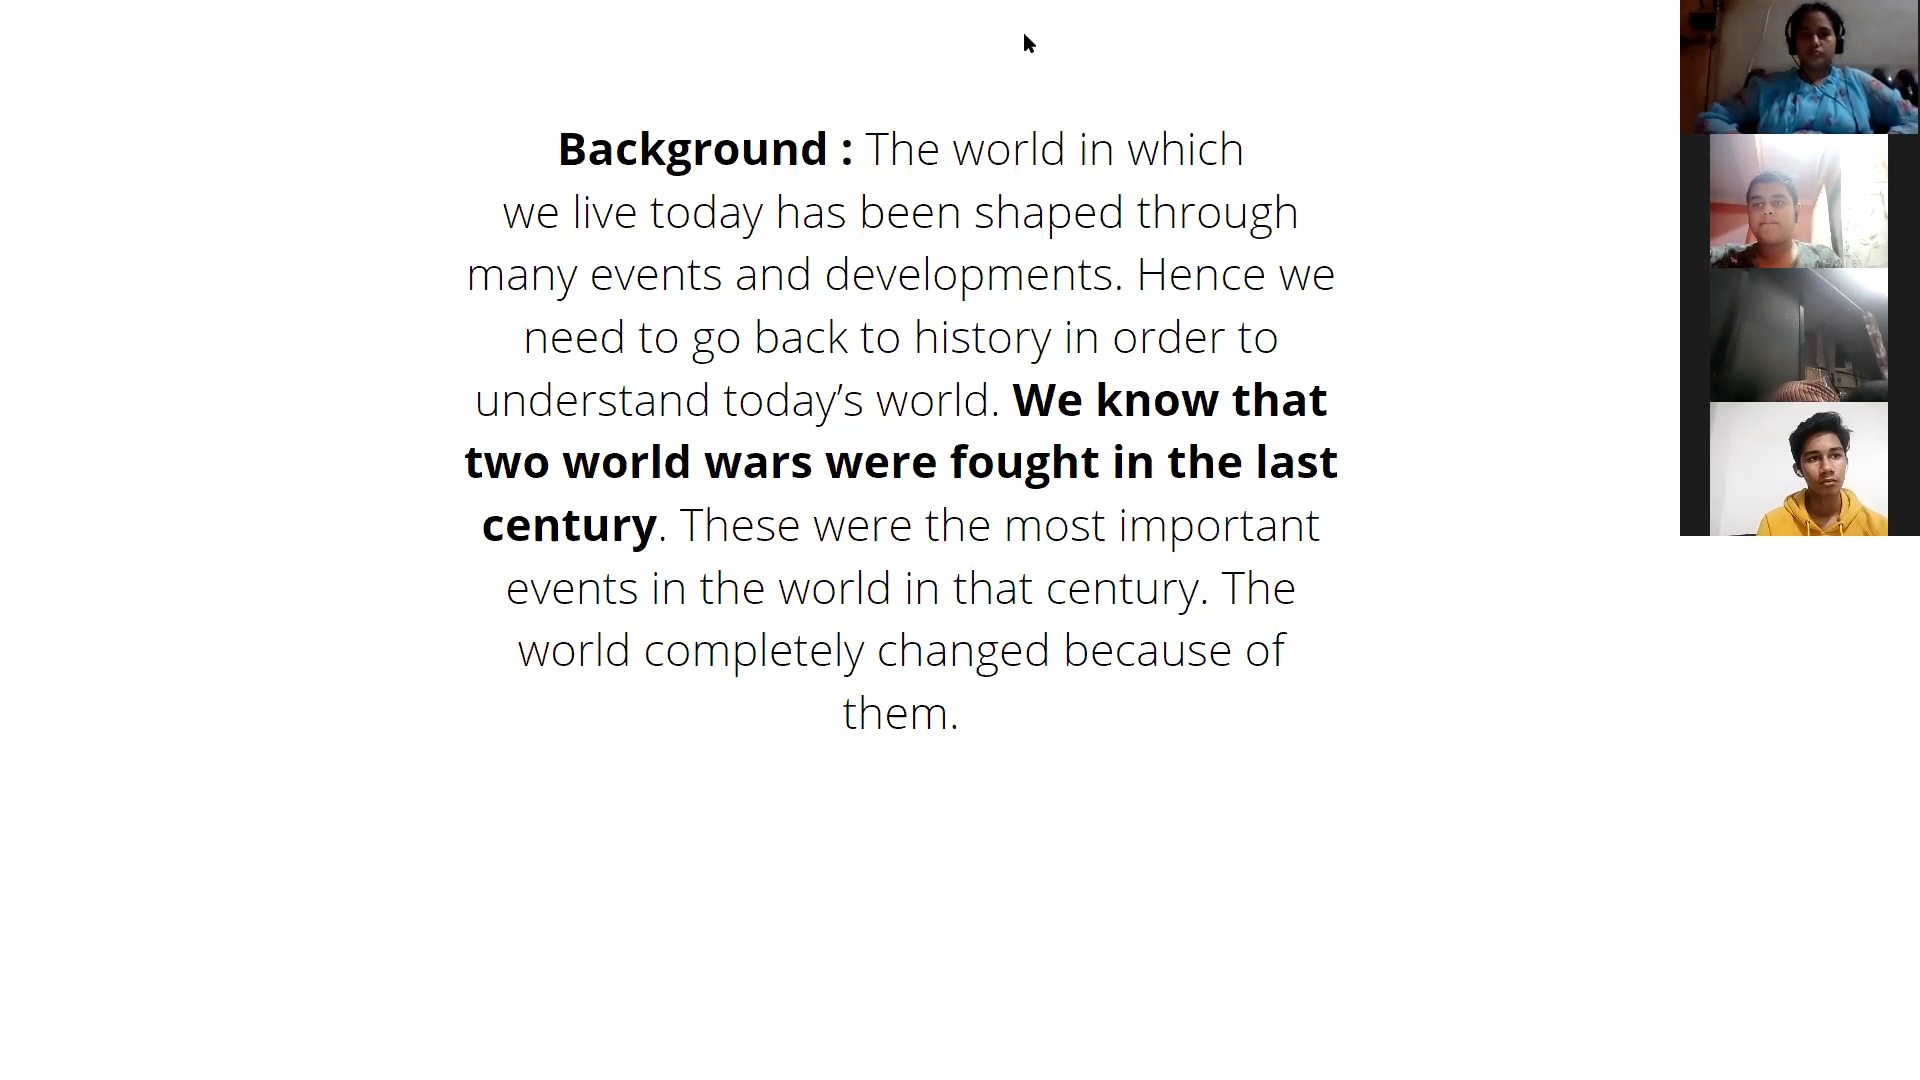 Background : The world in which
we live today has been shaped through
many events and developments. Hence we
need to go back to history in order to
understand today’s world. We know that
two world wars were fought in the last
century. These were the most important
events in the world in that century. The
world completely changed because of
them.